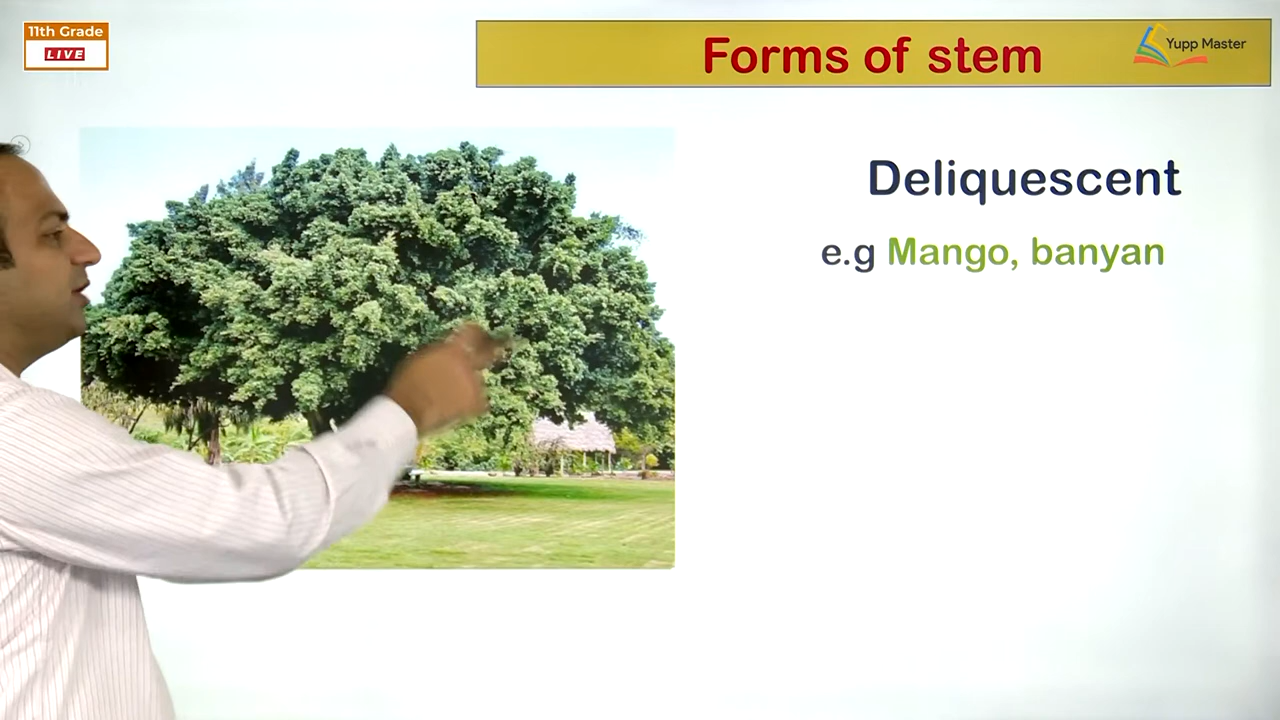 11th Grade
LIVE
Forms of stem
Yupp Master
Deliquescent
e.g Mango, banyan